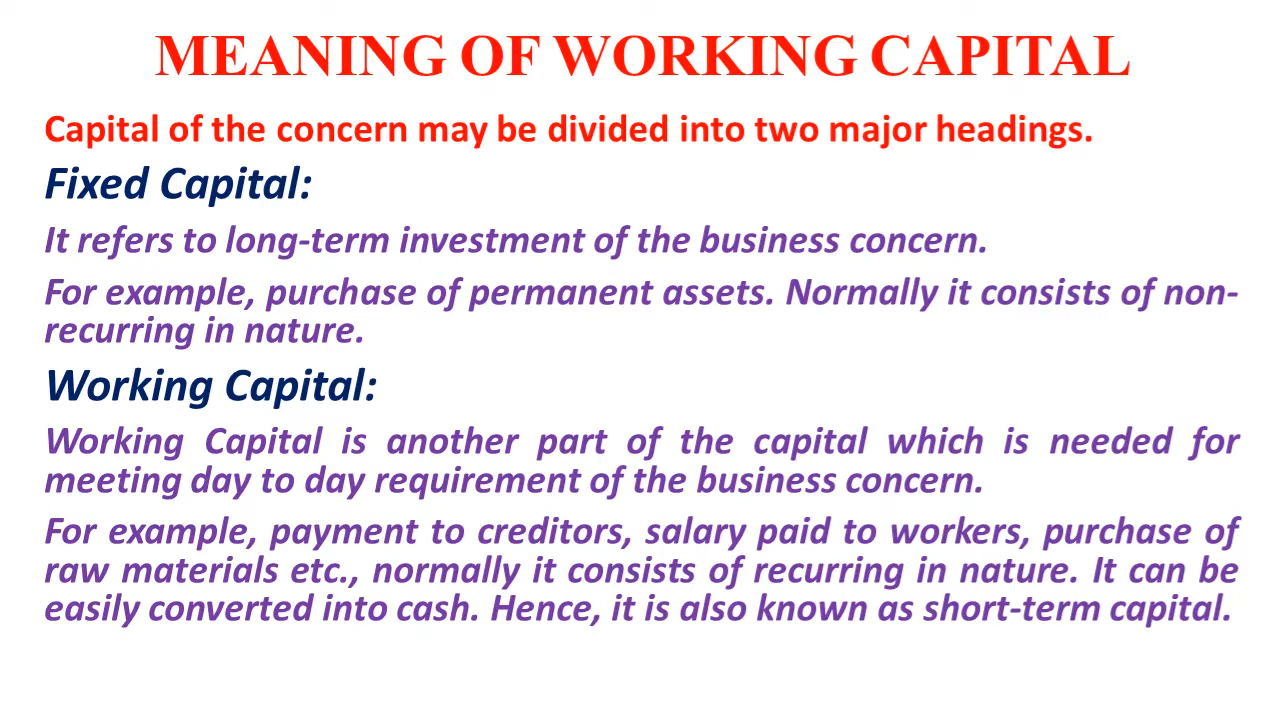 MEANING OF WORKING CAPITAL
Capital of the concern may be divided into two major headings.
Fixed Capital:
It refers to long-term investment of the business concern.
For example, purchase of permanent assets. Normally it consists of non-
recurring in nature.
Working Capital:
Working Capital is another part of the capital which is needed for
meeting day to day requirement of the business concern.
For example, payment to creditors, salary paid to workers, purchase of
raw materials etc., normally it consists of recurring in nature. It can be
easily converted into cash. Hence, it is also known as short-term capital.